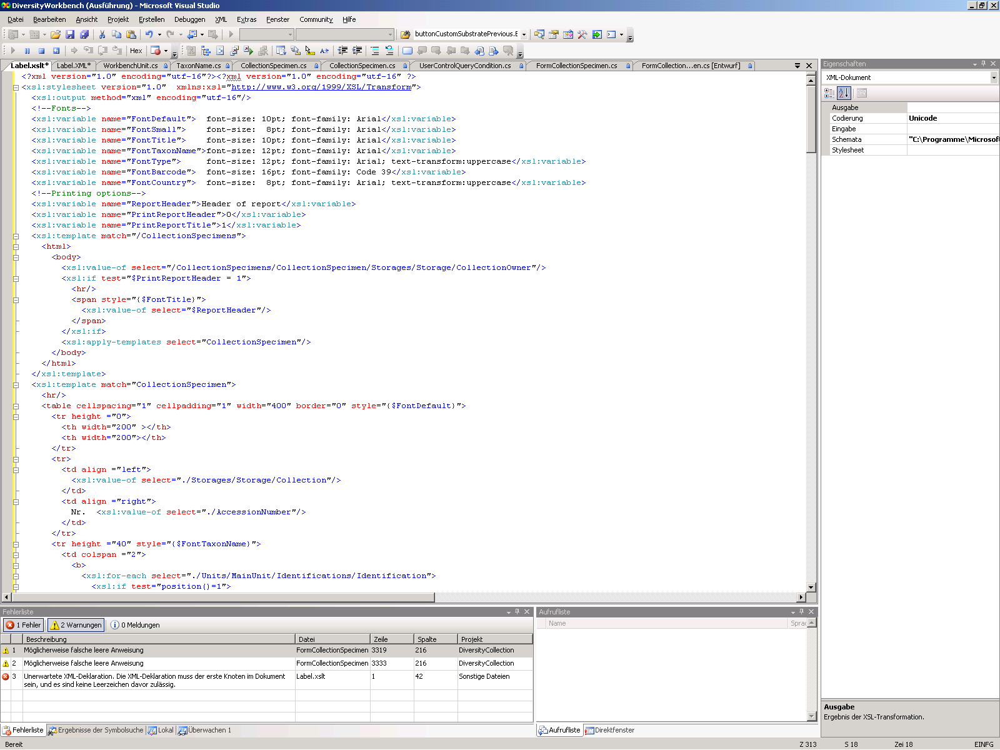 DiversityWorkbench (Ausführung) - Microsoft Visual Studio
Datei Bearbeiten Ansicht Projekt Erstellen Debuggen XML Extras Fenster Community Hilfe
buttonCustomSubstratePrevious.E
Hex
Label.xslt* Label.XML* WorkbenchUnit.cs TaxonName.cs CollectionSpecimen.cs CollectionSpecimen.cs UserControlQueryCondition.cs FormCollectionSpecimen.cs FormCollection...en.cs [Entwurf]
<?xml version="1.0" encoding="utf-16"?><?xml version="1.0" encoding="utf-16" ?>
<xsl:stylesheet version="1.0"  xmlns:xsl="http://www.w3.org/1999/XSL/Transform">
<xsl:output method="xml" encoding="utf-16"/>
<!--Fonts-->
<xsl:variable name="FontDefault">  font-size: 10pt; font-family: Arial</xsl:variable>
<xsl:variable name="FontSmall">    font-size:  8pt; font-family: Arial</xsl:variable>
<xsl:variable name="FontTitle">    font-size: 10pt; font-family: Arial</xsl:variable>
<xsl:variable name="FontTaxonName">font-size: 12pt; font-family: Arial</xsl:variable>
<xsl:variable name="FontType">     font-size: 12pt; font-family: Arial; text-transform:uppercase</xsl:variable>
<xsl:variable name="FontBarcode">  font-size: 16pt; font-family: Code 39</xsl:variable>
<xsl:variable name="FontCountry">  font-size:  8pt; font-family: Arial; text-transform:uppercase</xsl:variable>
<!--Printing options-->
<xsl:variable name="ReportHeader">Header of report</xsl:variable>
<xsl:variable name="PrintReportHeader">0</xsl:variable>
<xsl:variable name="PrintReportTitle">1</xsl:variable>
<xsl:template match="/CollectionSpecimens">
<html>
<body>
<xsl:value-of select="/CollectionSpecimens/CollectionSpecimen/Storages/Storage/CollectionOwner"/>
<xsl:if test="$PrintReportHeader = 1">
<hr/>
<span style="{$FontTitle}">
<xsl:value-of select="$ReportHeader"/>
</span>
</xsl:if>
<xsl:apply-templates select="CollectionSpecimen"/>
</body>
</html>
</xsl:template>
<xsl:template match="CollectionSpecimen">
<hr/>
<table cellspacing="1" cellpadding="1" width="400" border="0" style="{$FontDefault}">
<tr height ="0">
<th width="200" ></th>
<th width="200"></th>
</tr>
<tr>
<td align ="left">
<xsl:value-of select="./Storages/Storage/Collection"/>
</td>
<td align ="right">
Nr.  <xsl:value-of select="./AccessionNumber"/>
</td>
</tr>
<tr height ="40" style="{$FontTaxonName}">
<td colspan ="2">
<b>
<xsl:for-each select="./Units/MainUnit/Identifications/Identification">
<xsl:if test="position()=1">
Eigenschaften
XML-Dokument
Ausgabe
Codierung Unicode
Eingabe
Schemata "C:\Programme\Microsoft
Stylesheet
Ausgabe
Ergebnis der XSL-Transformation.
Fehlerliste
1 Fehler 2 Warnungen 0 Meldungen
Beschreibung Datei Zeile Spalte Projekt
1 Möglicherweise falsche leere Anweisung FormCollectionSpecimen 3319 216 DiversityCollection
2 Möglicherweise falsche leere Anweisung FormCollectionSpecimen 3333 216 DiversityCollection
3 Unerwartete XML-Deklaration. Die XML-Deklaration muss der erste Knoten im Dokument Label.xslt 1 42 Sonstige Dateien
sein, und es sind keine Leerzeichen davor zulässig.
Fehlerliste Ergebnisse der Symbolsuche Lokal Überwachen 1
Aufrufliste
Name Sprac
Aufrufliste Direktfenster
Bereit Z 313 S 18 Zei 18 EINFG